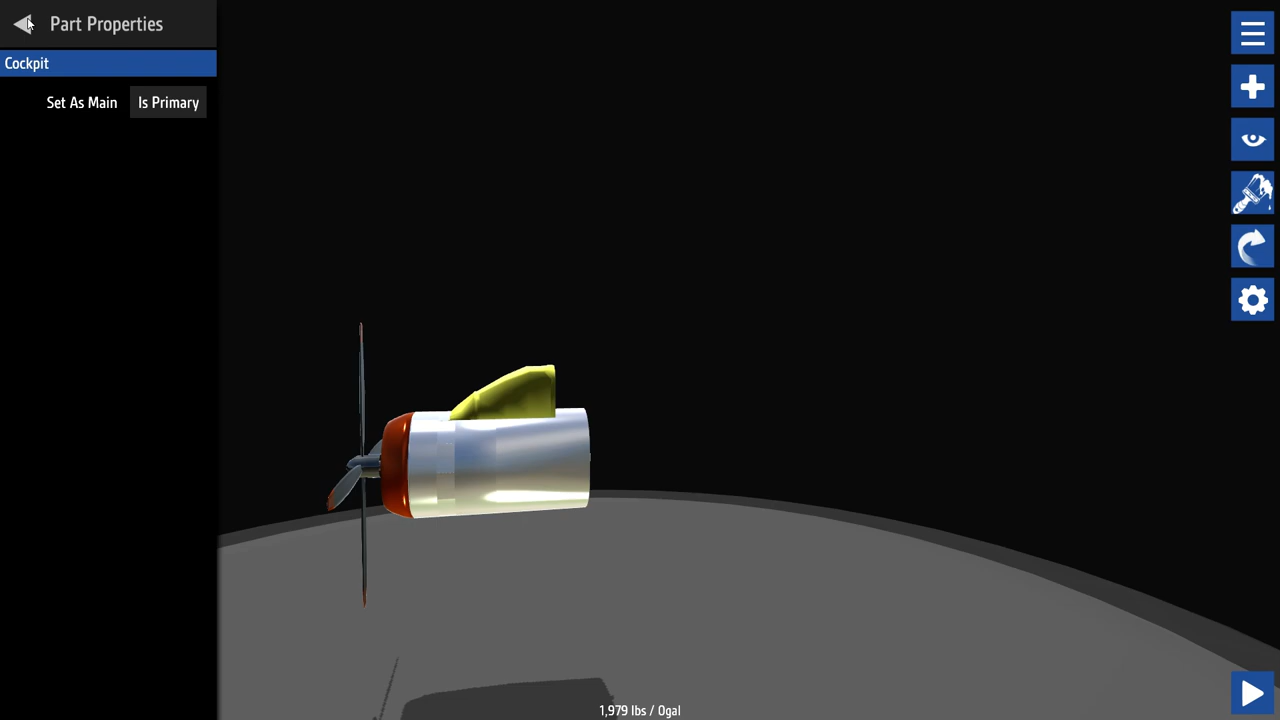 Part Properties
Cockpit
Set As Main
Is Primary
1,979 lbs / 0gal